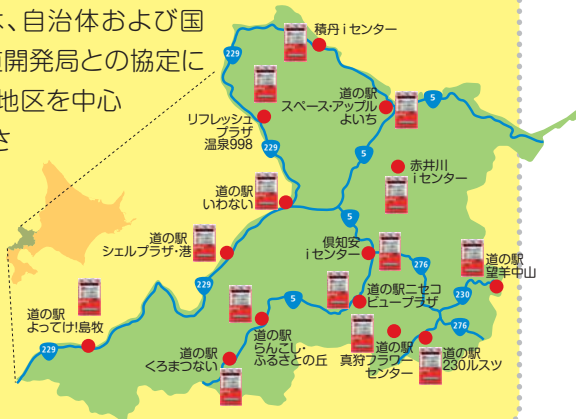 、自治体および国
道開発局との協定に
地区を中心
さ
積丹iセンター
229
道の駅
スペース・アップル
よいち
5
リフレッシュ
プラザ
温泉998
229
5
赤井川
iセンター
道の駅
いわない
5
倶知安
iセンター
道の駅
シェルプラザ・港
276
道の駅
望羊中山
229
道の駅ニセコ
ビュープラザ
230
5
道の駅
よってけ!島牧
276
道の駅
らんこし・
ふるさとの丘
道の駅
真狩フラワー
センター
道の駅
230ルスツ
229
道の駅
くろまつない